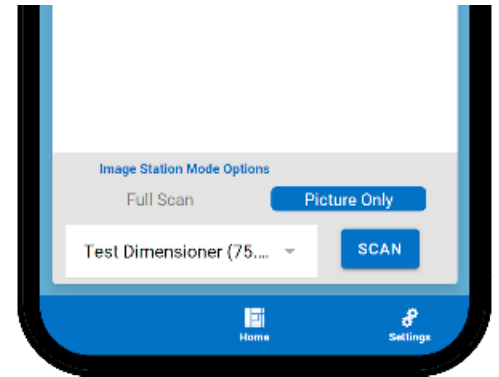 Image Station Mode Options
Full Scan Picture Only
Test Dimensioner (75.... SCAN
Home Settings